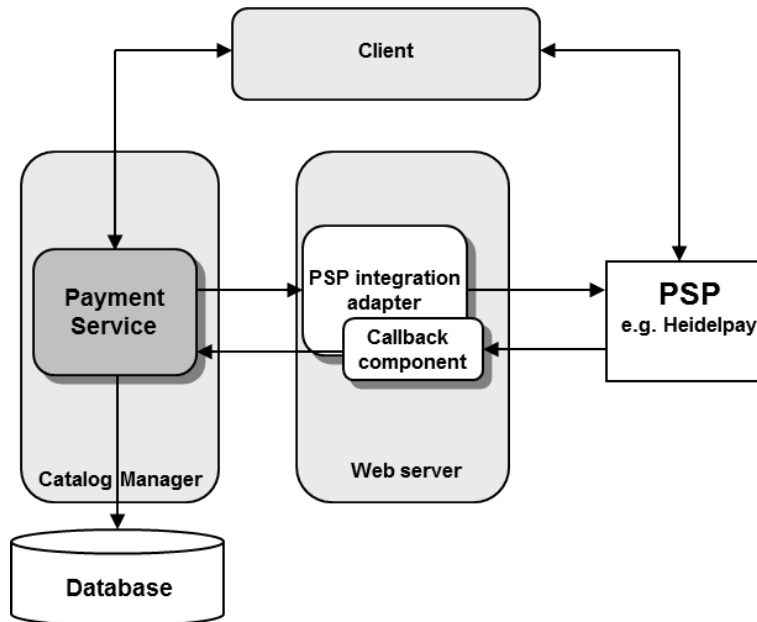 Client
Payment
Service
PSP integration
adapter
Callback
component
PSP
e.g. Heidelpay
Catalog Manager
Web server
Database